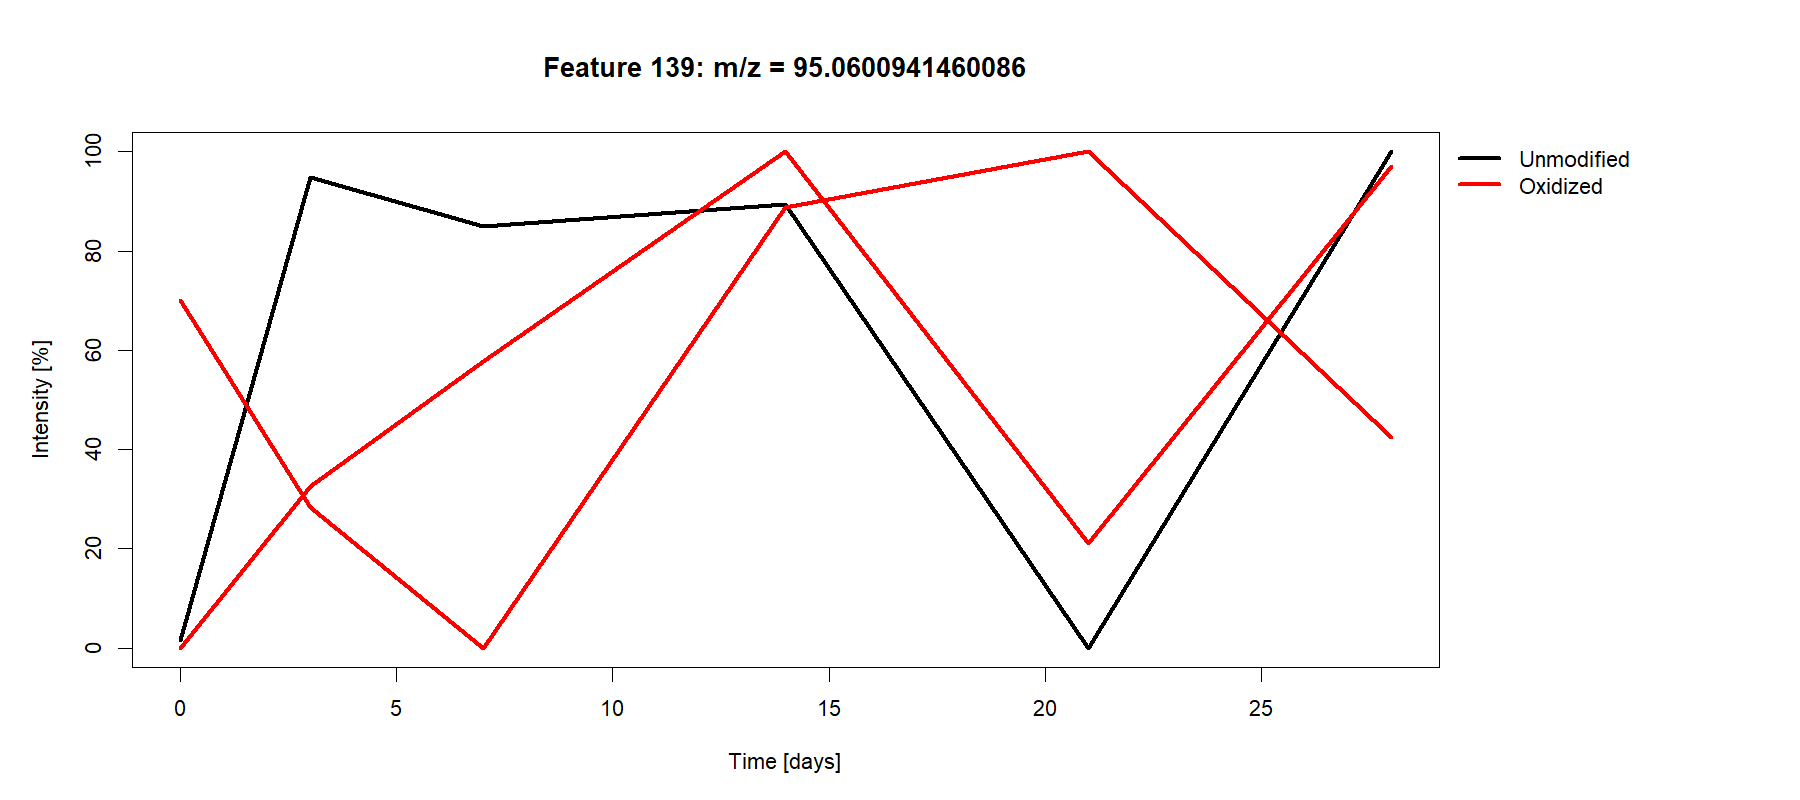 Feature 139: m/z = 95.0600941460086
Unmodified
Oxidized
Intensity [%]
100
80
60
40
20
0
0 5 10 15 20 25
Time [days]